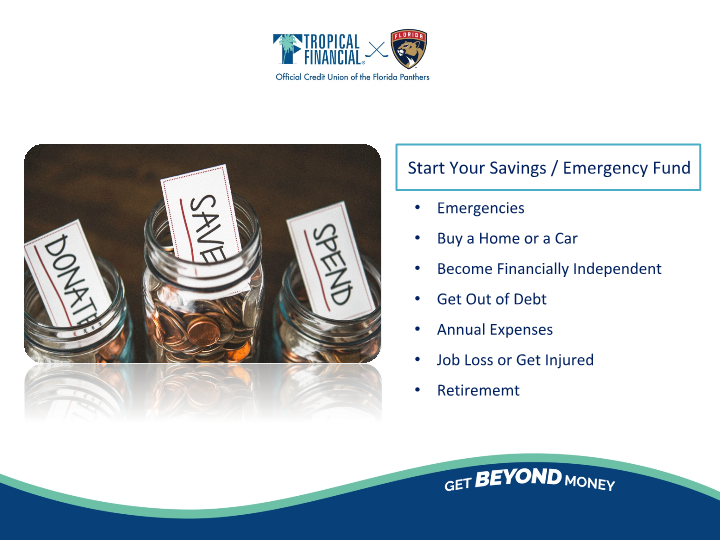 TROPICAL
FINANCIAL
FLORIDA
Official Credit Union of the Florida Panthers
DONATE
SAVE
SPEND
Start Your Savings / Emergency Fund
• Emergencies
• Buy a Home or a Car
• Become Financially Independent
• Get Out of Debt
• Annual Expenses
• Job Loss or Get Injured
• Retirememt
GET BEYOND MONEY